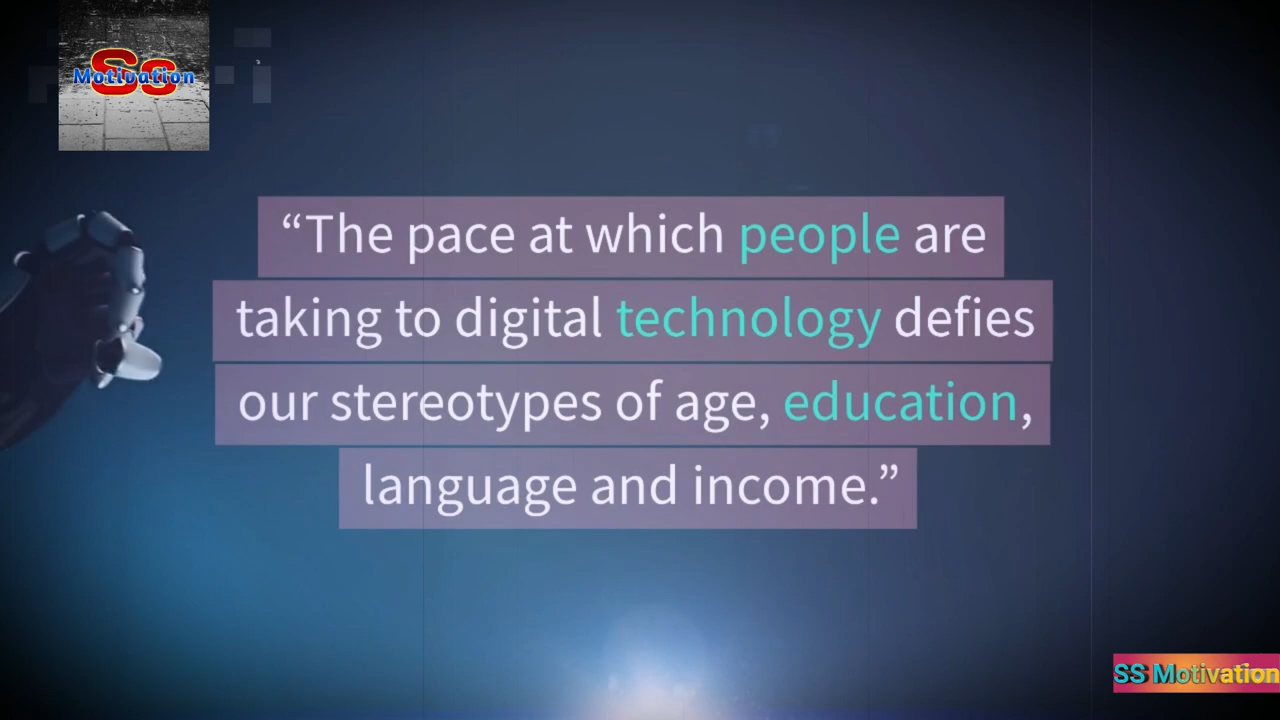 Ss
Motivation
“The pace at which people are
taking to digital technology defies
our stereotypes of age, education,
language and income.”
SS Motivation